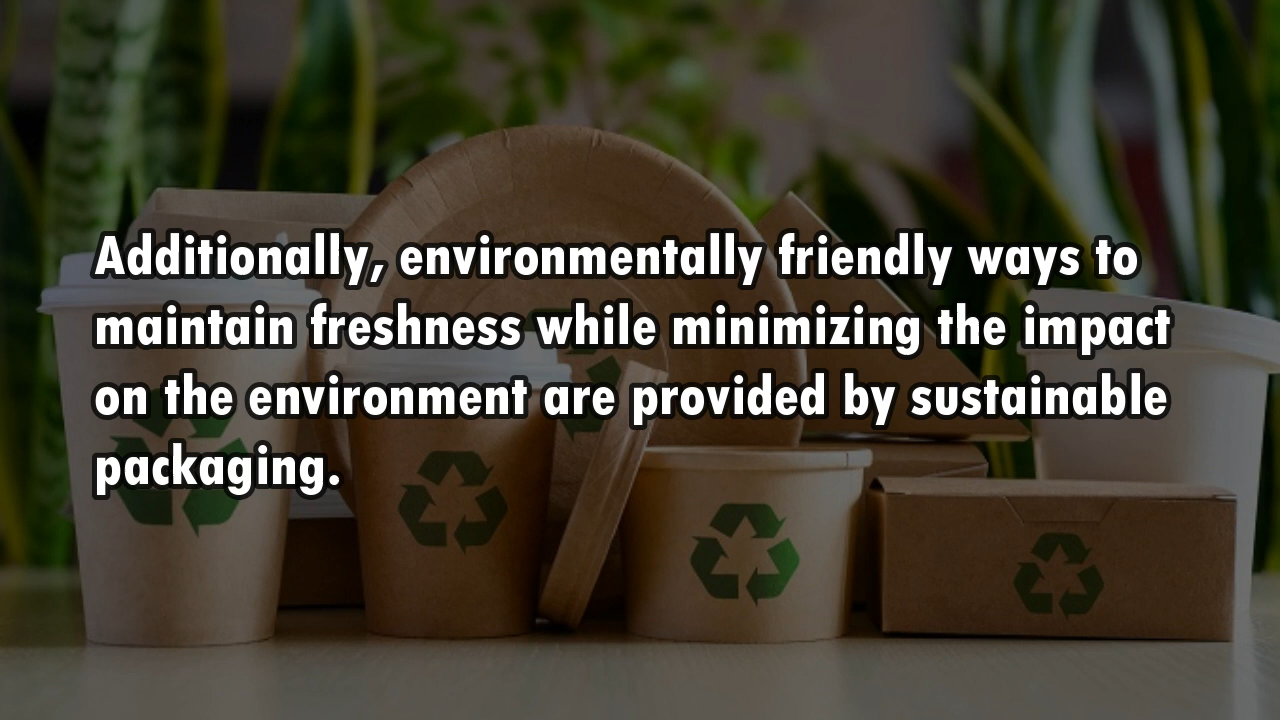 Additionally, environmentally friendly ways to
maintain freshness while minimizing the impact
on the environment are provided by sustainable
packaging.